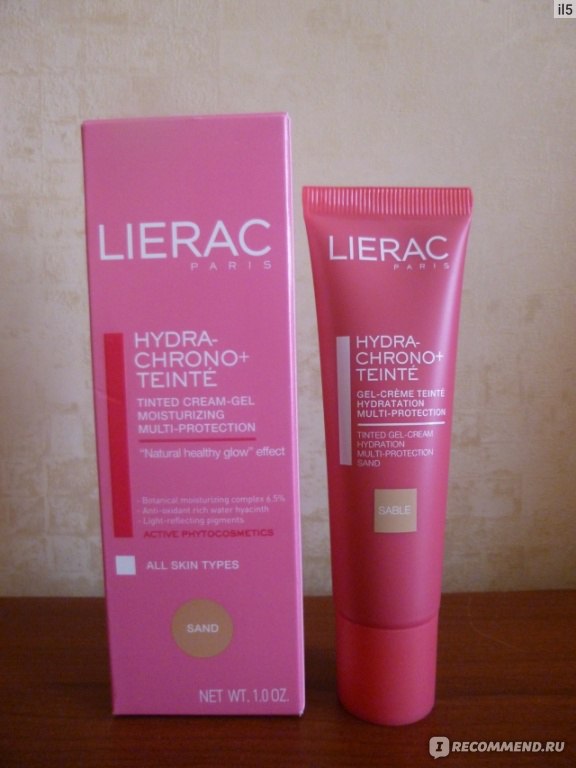 il5
LIERAC
PARIS
HYDRA-
CHRONO+
TEINTÉ
TINTED CREAM-GEL
MOISTURIZING
MULTI-PROTECTION
"Natural healthy glow" effect
- Botanical moisturizing complex 6.5%
- Anti-oxidant rich water hyacinth
- Light-reflecting pigments
ACTIVE PHYTOCOSMETICS
ALL SKIN TYPES
SAND
NET WT. 1.0 OZ.
LIERAC
PARIS
HYDRA-
CHRONO+
TEINTÉ
GEL-CRÈME TEINTÉ
HYDRATATION
MULTI-PROTECTION
TINTED GEL-CREAM
HYDRATION
MULTI-PROTECTION
SAND
SABLE
IRECOMMEND.RU